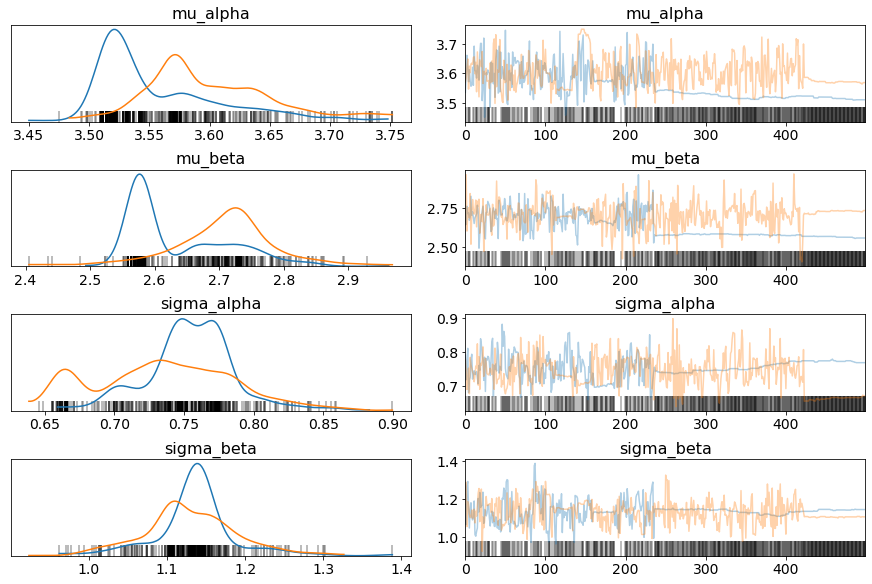 mu_alpha
3.45 3.50 3.55 3.60 3.65 3.70 3.75
mu_alpha
3.7
3.6
3.5
0 100 200 300 400
mu_beta
2.4 2.5 2.6 2.7 2.8 2.9
mu_beta
2.75
2.50
0 100 200 300 400
sigma_alpha
0.65 0.70 0.75 0.80 0.85 0.90
sigma_alpha
0.9
0.8
0.7
0 100 200 300 400
sigma_beta
1.0 1.1 1.2 1.3 1.4
sigma_beta
1.4
1.2
1.0
0 100 200 300 400